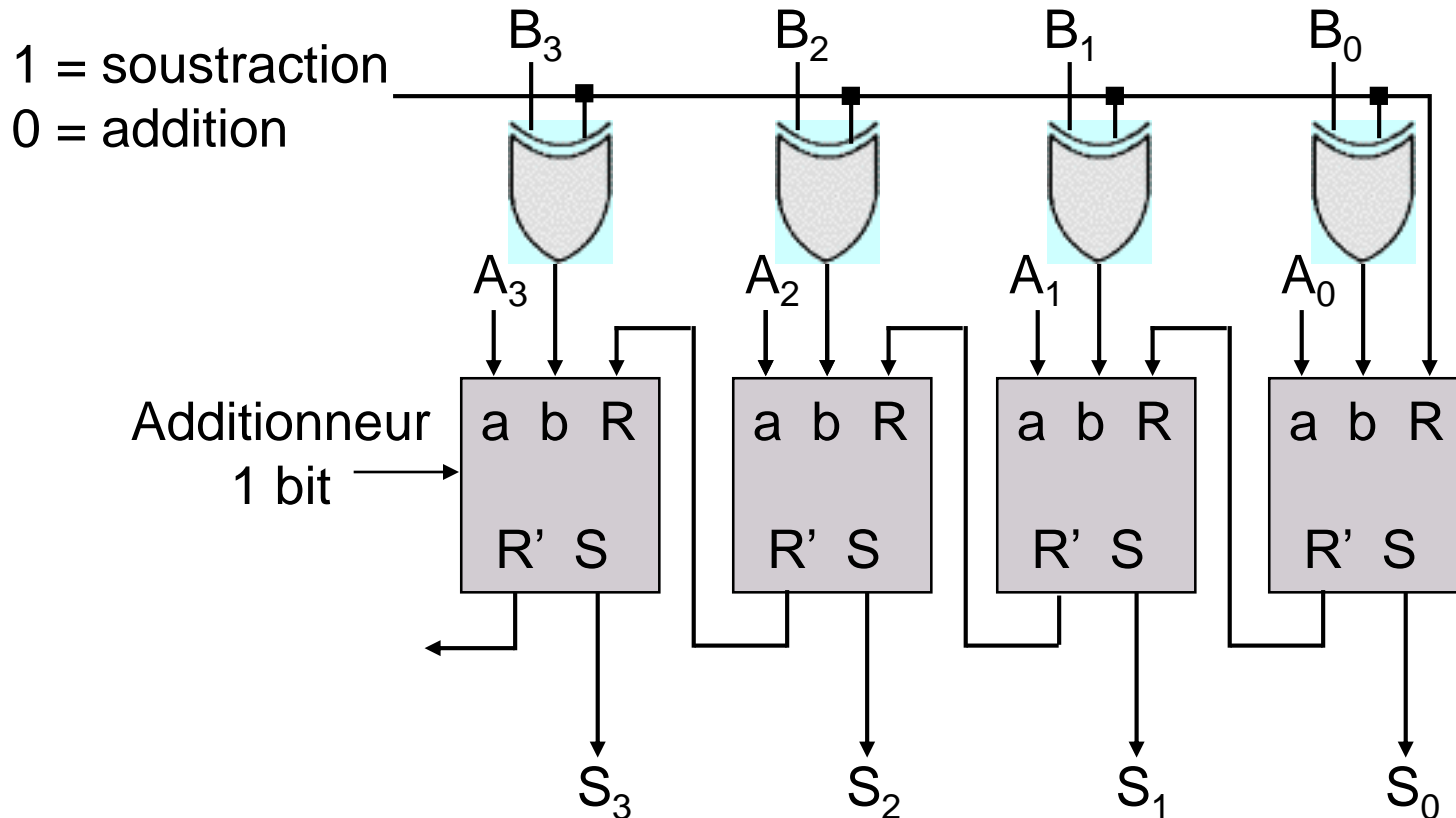 B₃ B₂ B₁ B₀
1 = soustraction
0 = addition
A₃ A₂ A₁ A₀
Additionneur
1 bit
a b R a b R a b R a b R
R’ S R’ S R’ S R’ S
S₃ S₂ S₁ S₀